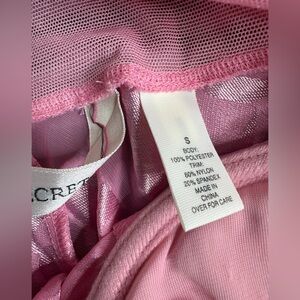 CRET
S
BODY:
100% POLYESTER
TRIM:
80% NYLON
20% SPANDEX
MADE IN
CHINA
OVER FOR CARE